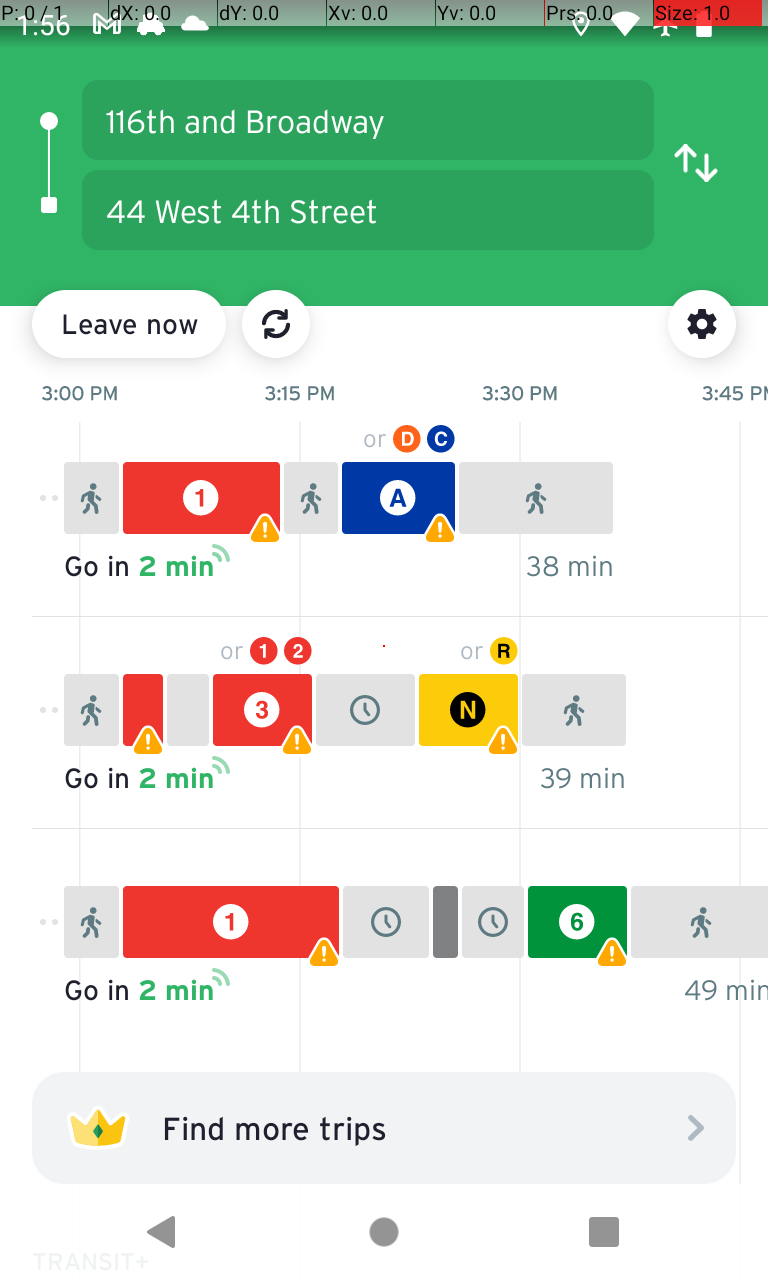 P: 0 / 1 dX: 0.0 dY: 0.0 Xv: 0.0 Yv: 0.0 Prs: 0.0 Size: 1.0
1:56
116th and Broadway
44 West 4th Street
Leave now
3:00 PM 3:15 PM 3:30 PM 3:45 PM
or D C
1 A
Go in 2 min 38 min
or 1 2 or R
3 N
Go in 2 min 39 min
1 6
Go in 2 min 49 min
Find more trips
TRANSIT+